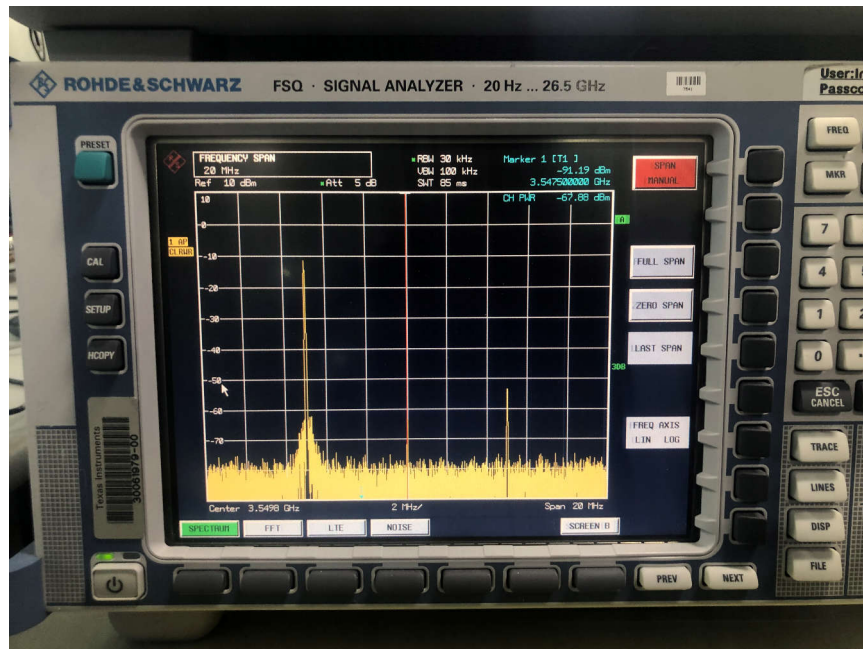 ROHDE&SCHWARZ FSQ · SIGNAL ANALYZER · 20 Hz ... 26.5 GHz
User:
Passco
PRESET
CAL
SETUP
HCOPY
Texas Instruments
FREQUENCY SPAN
20 MHz
RBW 30 kHz
VBW 100 kHz
SWT 85 ms
Marker 1 [T1 ]
-91.19 dBm
3.547500000 GHz
Ref 10 dBm
Att 5 dB
CH PWR -67.88 dBm
1 AP
CLRWR
10
0
-10
-20
-30
-40
-50
-60
-70
A
3DB
Center 3.5498 GHz
2 MHz/
Span 20 MHz
SPECTRUM
FFT
LTE
NOISE
SCREEN B
SPAN
MANUAL
FULL SPAN
ZERO SPAN
LAST SPAN
FREQ AXIS
LIN LOG
PREV
NEXT
FREQ
MKR
7
4
1
2
0
ESC
CANCEL
TRACE
LINES
DISP
FILE